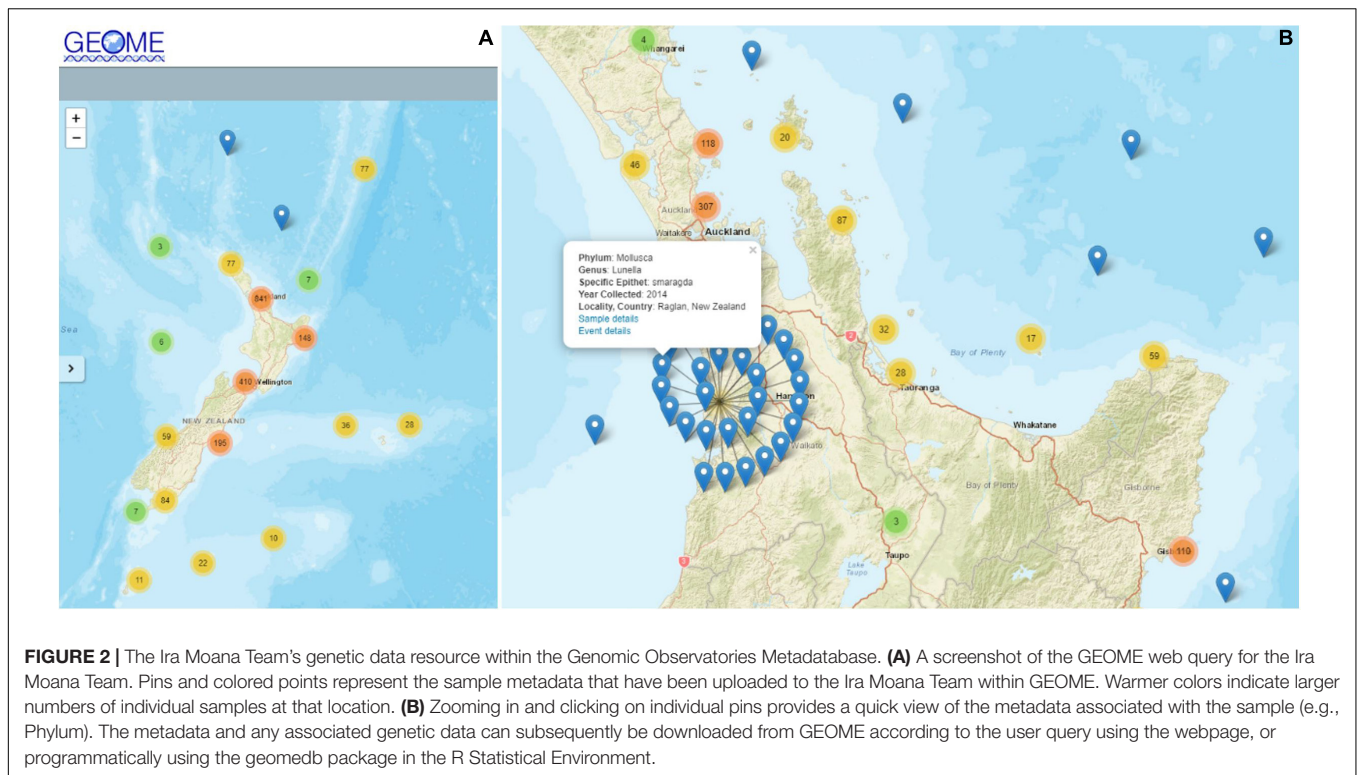 GEOME
A
+
−
77
3
77
7
841
land
Sea
6
148
>
410
Wellington
NEW ZEALAND
36
28
59
195
84
7
10
22
11
B
4
Whangarei
118
20
46
307
87
Waitakere
Auckland
×
Phylum: Mollusca
Genus: Lunella
Specific Epithet: smaragda
Year Collected: 2014
Locality, Country: Raglan, New Zealand
Sample details
Event details
32
17
Bay of Plenty
59
28
Tauranga
Whakatane
Waikato
Bay of Plenty
Gisborne
3
Taupo
Lake
Taupo
110
FIGURE 2 | The Ira Moana Team's genetic data resource within the Genomic Observatories Metadatabase. (A) A screenshot of the GEOME web query for the Ira
Moana Team. Pins and colored points represent the sample metadata that have been uploaded to the Ira Moana Team within GEOME. Warmer colors indicate larger
numbers of individual samples at that location. (B) Zooming in and clicking on individual pins provides a quick view of the metadata associated with the sample (e.g.,
Phylum). The metadata and any associated genetic data can subsequently be downloaded from GEOME according to the user query using the webpage, or
programmatically using the geomedb package in the R Statistical Environment.